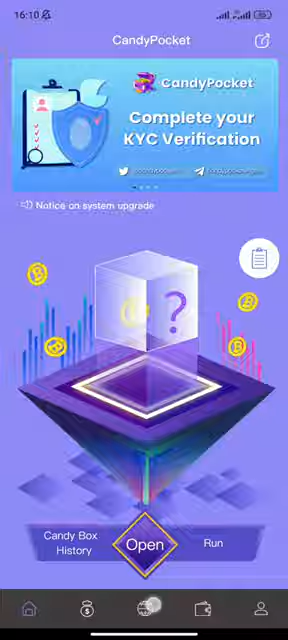 16:10
CandyPocket
CandyPocket
Complete your
KYC Verification
Notice on system upgrade
?
Candy Box
History
Open
Run